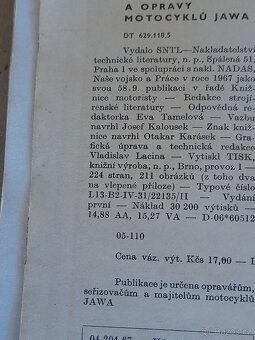 A OPRAVY
MOTOCYKLŮ JAWA
DT 629.118.5
Vydalo SNTL—Nakladatelství
technické literatury, n. p., Spálená 51,
Praha 1 ve spolupráci s nakl. NADAS,
Naše vojsko a Práce v roce 1967 jako
svou 58.9. publikaci v řadě Kniž-
nice motoristy — Redakce stroj-
írenské literatury — Odpovědná
redaktorka Eva Tamelová — Vazbu
navrhl Josef Kalousek — Znak kniž-
nice navrhl Otakar Karásek — Gra-
fická úprava a technická redakce
Vladislav Lacina — Vytiskl TISK,
knižní výroba, n. p., Brno, provoz 1 —
224 stran, 211 obrázků (z toho dva
na vlepené příloze) — Typové číslo
L13-B2-IV-31/22135/II — Vydání
první — Náklad 30 200 výtisků —
14,88 AA, 15,27 VA — D-06*60512
05-110
Cena váz. výt. Kčs 17,00 — I
Publikace je určena opravářům,
seřizovačům a majitelům motocyklů
JAWA